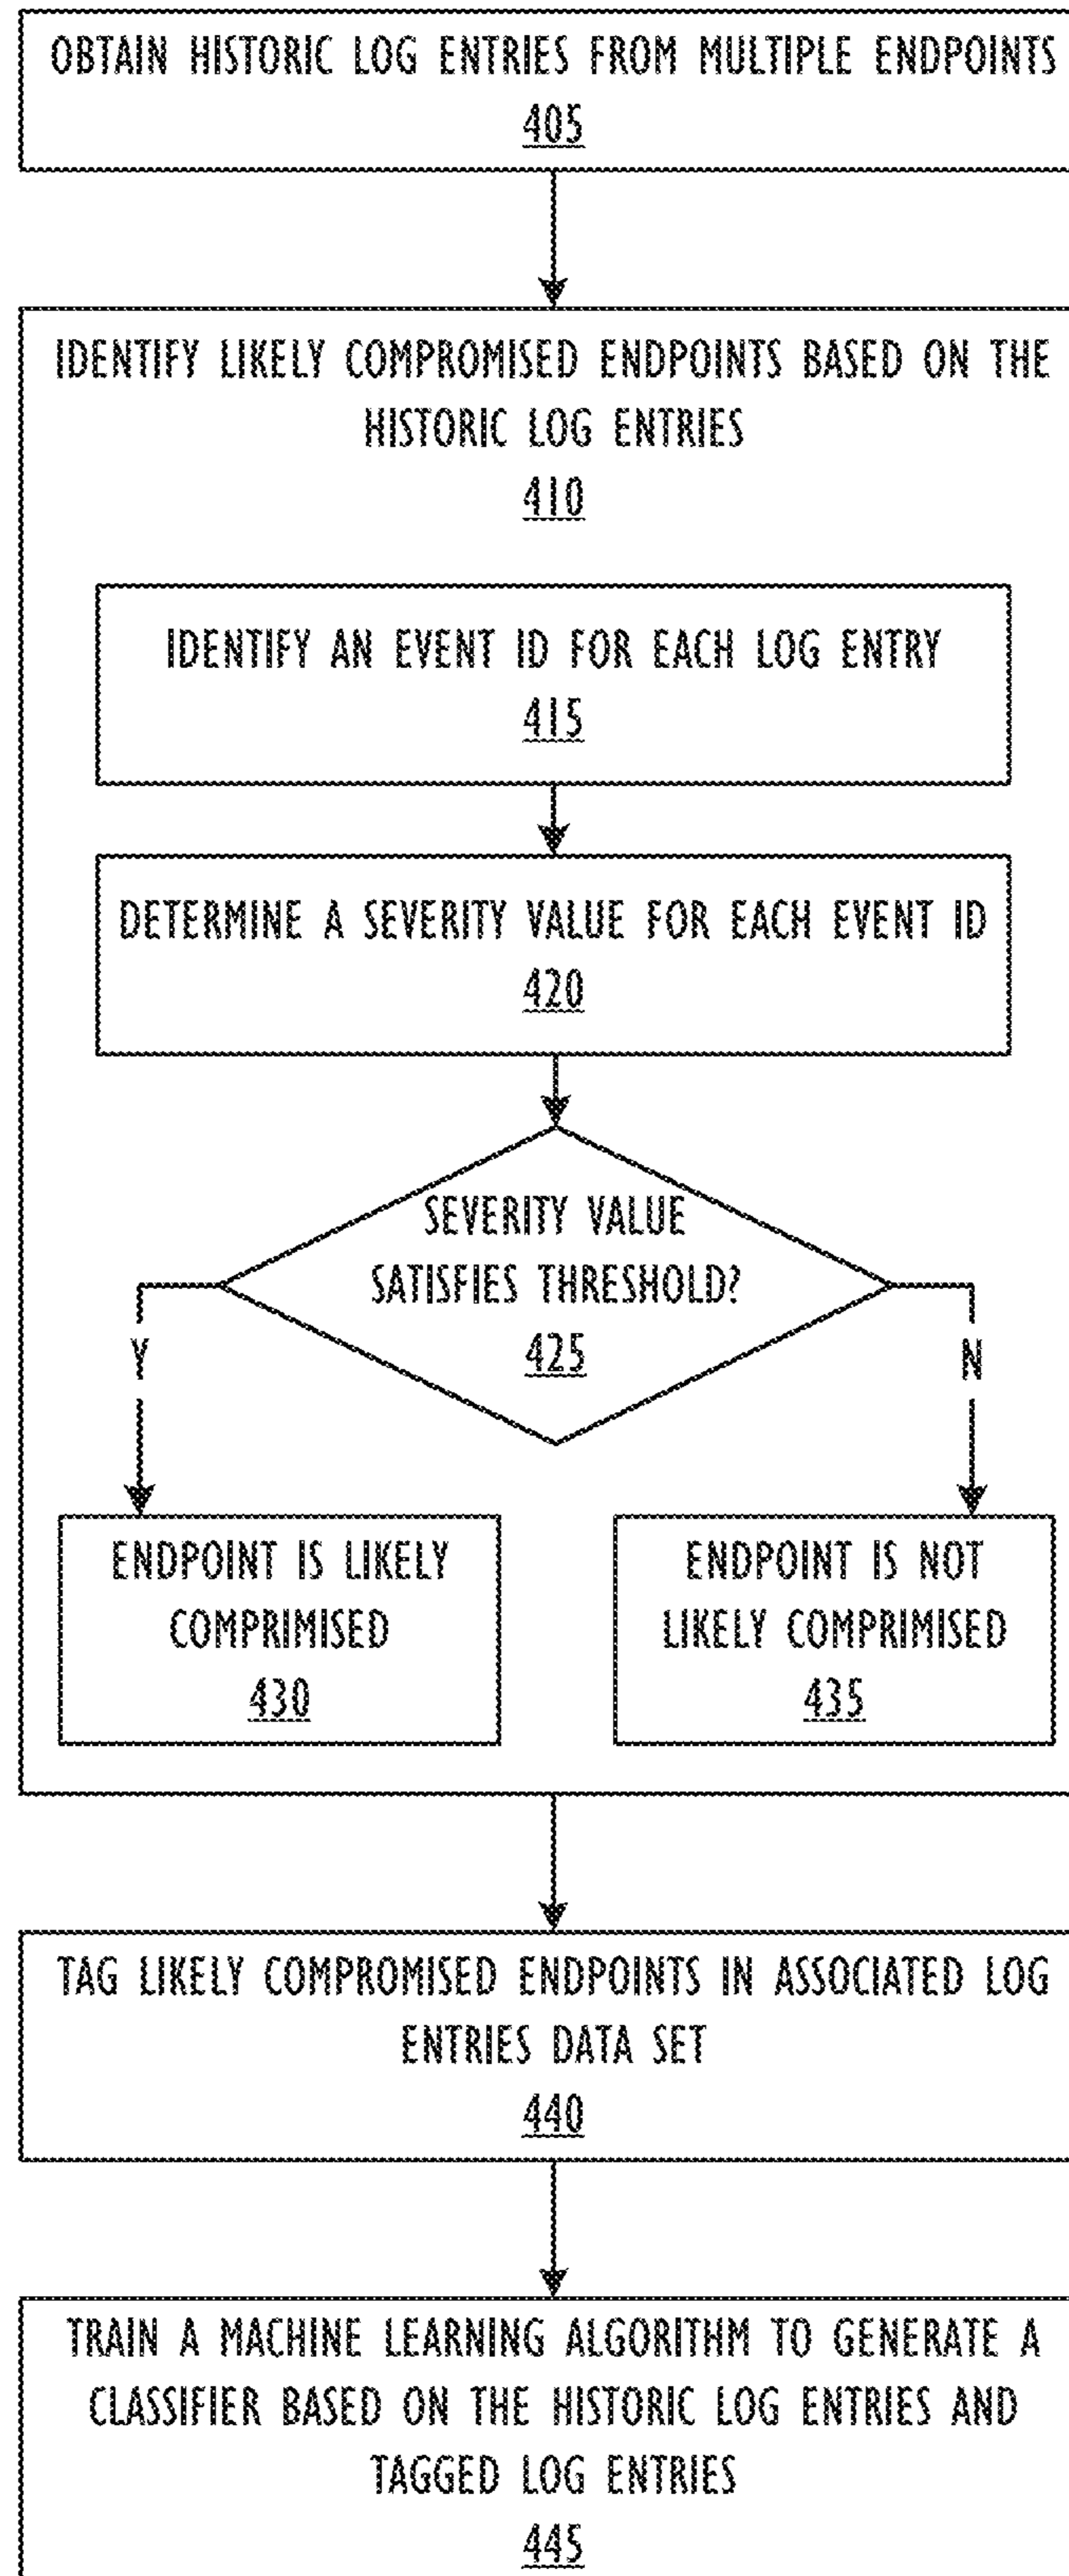 OBTAIN HISTORIC LOG ENTRIES FROM MULTIPLE ENDPOINTS
405
IDENTIFY LIKELY COMPROMISED ENDPOINTS BASED ON THE
HISTORIC LOG ENTRIES
410
IDENTIFY AN EVENT ID FOR EACH LOG ENTRY
415
DETERMINE A SEVERITY VALUE FOR EACH EVENT ID
420
SEVERITY VALUE
SATISFIES THRESHOLD?
425
Y
N
ENDPOINT IS LIKELY
COMPRIMISED
430
ENDPOINT IS NOT
LIKELY COMPRIMISED
435
TAG LIKELY COMPROMISED ENDPOINTS IN ASSOCIATED LOG
ENTRIES DATA SET
440
TRAIN A MACHINE LEARNING ALGORITHM TO GENERATE A
CLASSIFIER BASED ON THE HISTORIC LOG ENTRIES AND
TAGGED LOG ENTRIES
445